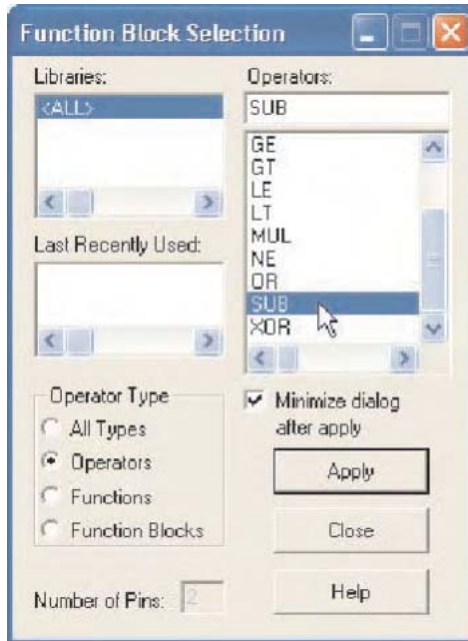 Function Block Selection
Libraries:
<ALL>
Last Recently Used:
Operator Type
All Types
Operators
Functions
Function Blocks
Number of Pins: 2
Operators:
SUB
GE
GT
LE
LT
MUL
NE
OR
SUB
XOR
Minimize dialog
after apply
Apply
Close
Help